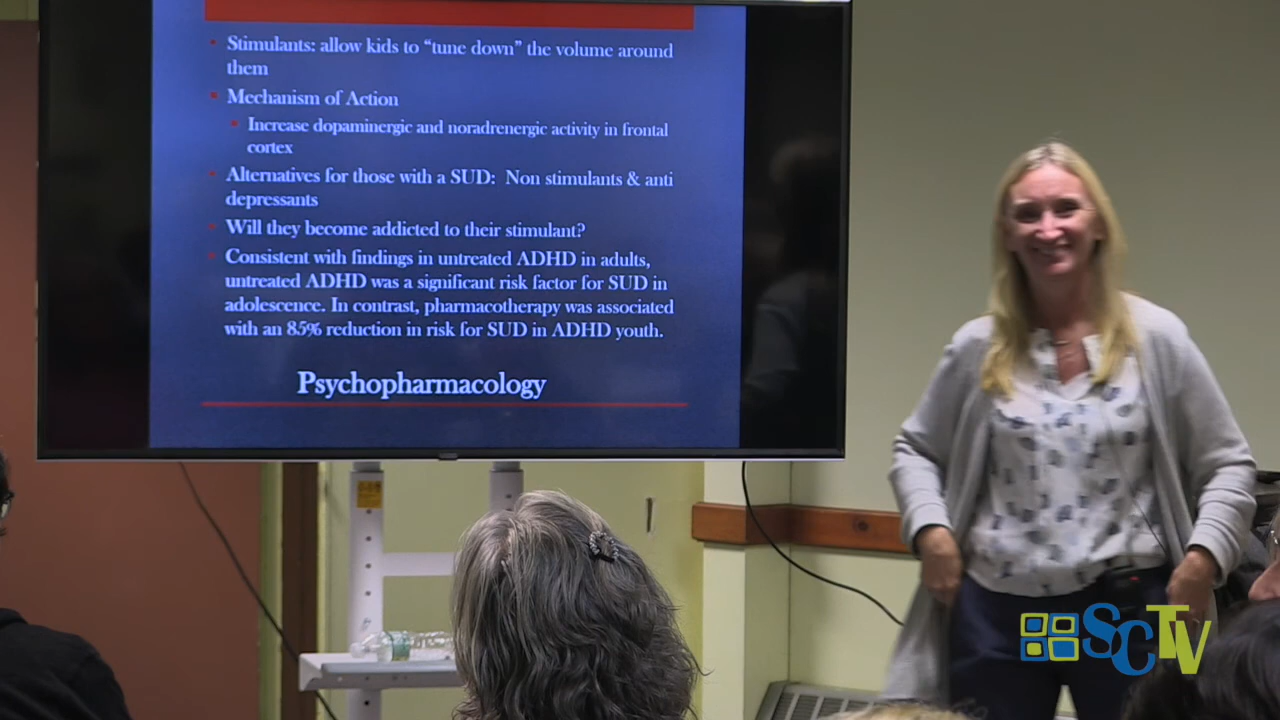 Stimulants: allow kids to “tune down” the volume around
them
Mechanism of Action
Increase dopaminergic and noradrenergic activity in frontal
cortex
Alternatives for those with a SUD: Non stimulants & anti
depressants
Will they become addicted to their stimulant?
Consistent with findings in untreated ADHD in adults,
untreated ADHD was a significant risk factor for SUD in
adolescence. In contrast, pharmacotherapy was associated
with an 85% reduction in risk for SUD in ADHD youth.
Psychopharmacology
SCTV